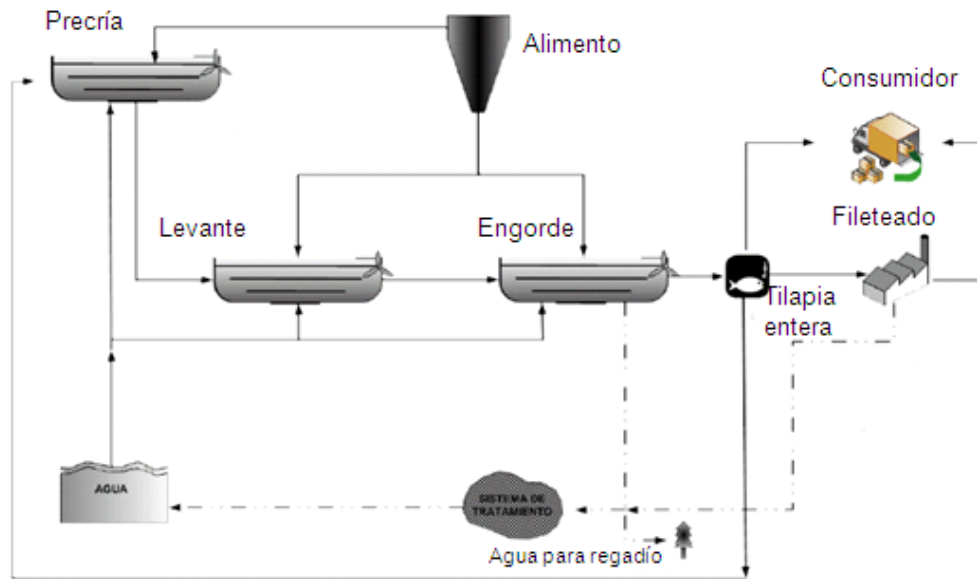 Precría
Alimento
Consumidor
Levante
Engorde
Fileteado
Tilapia
entera
AGUA
SISTEMA DE
TRATAMIENTO
Agua para regadío